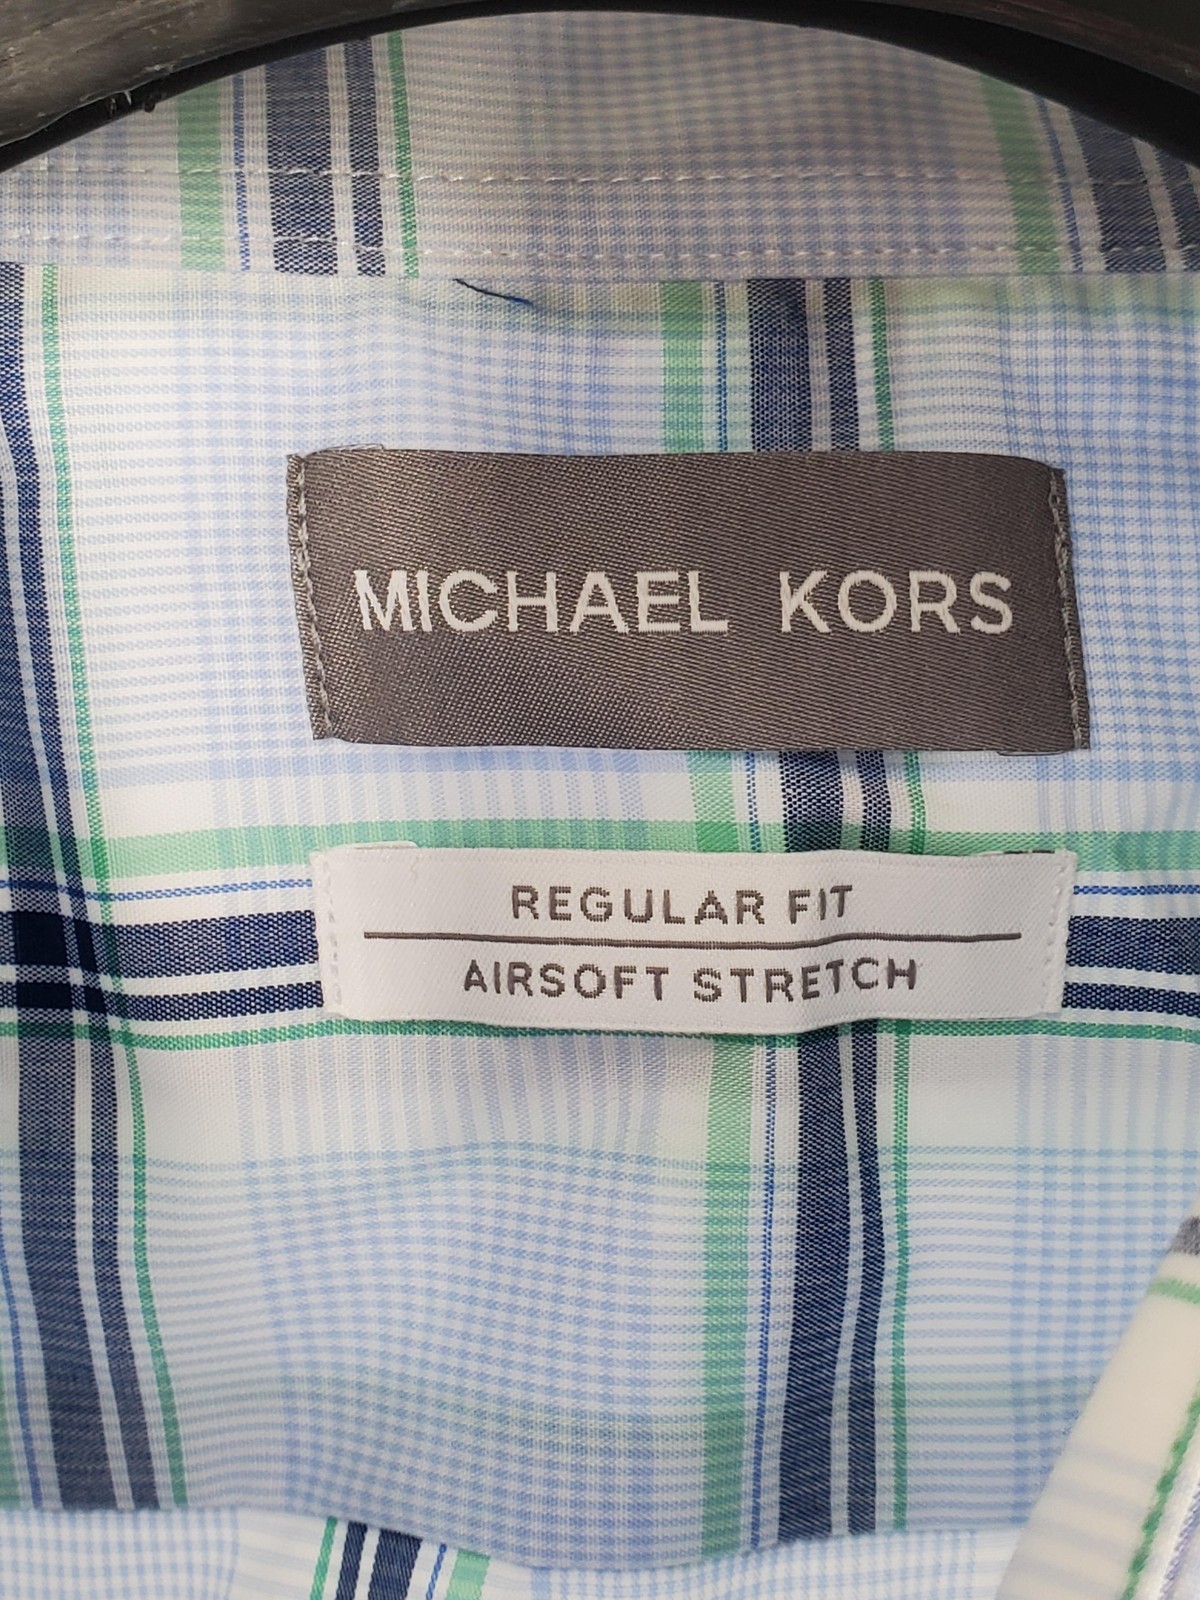 MICHAEL KORS
REGULAR FIT
AIRSOFT STRETCH